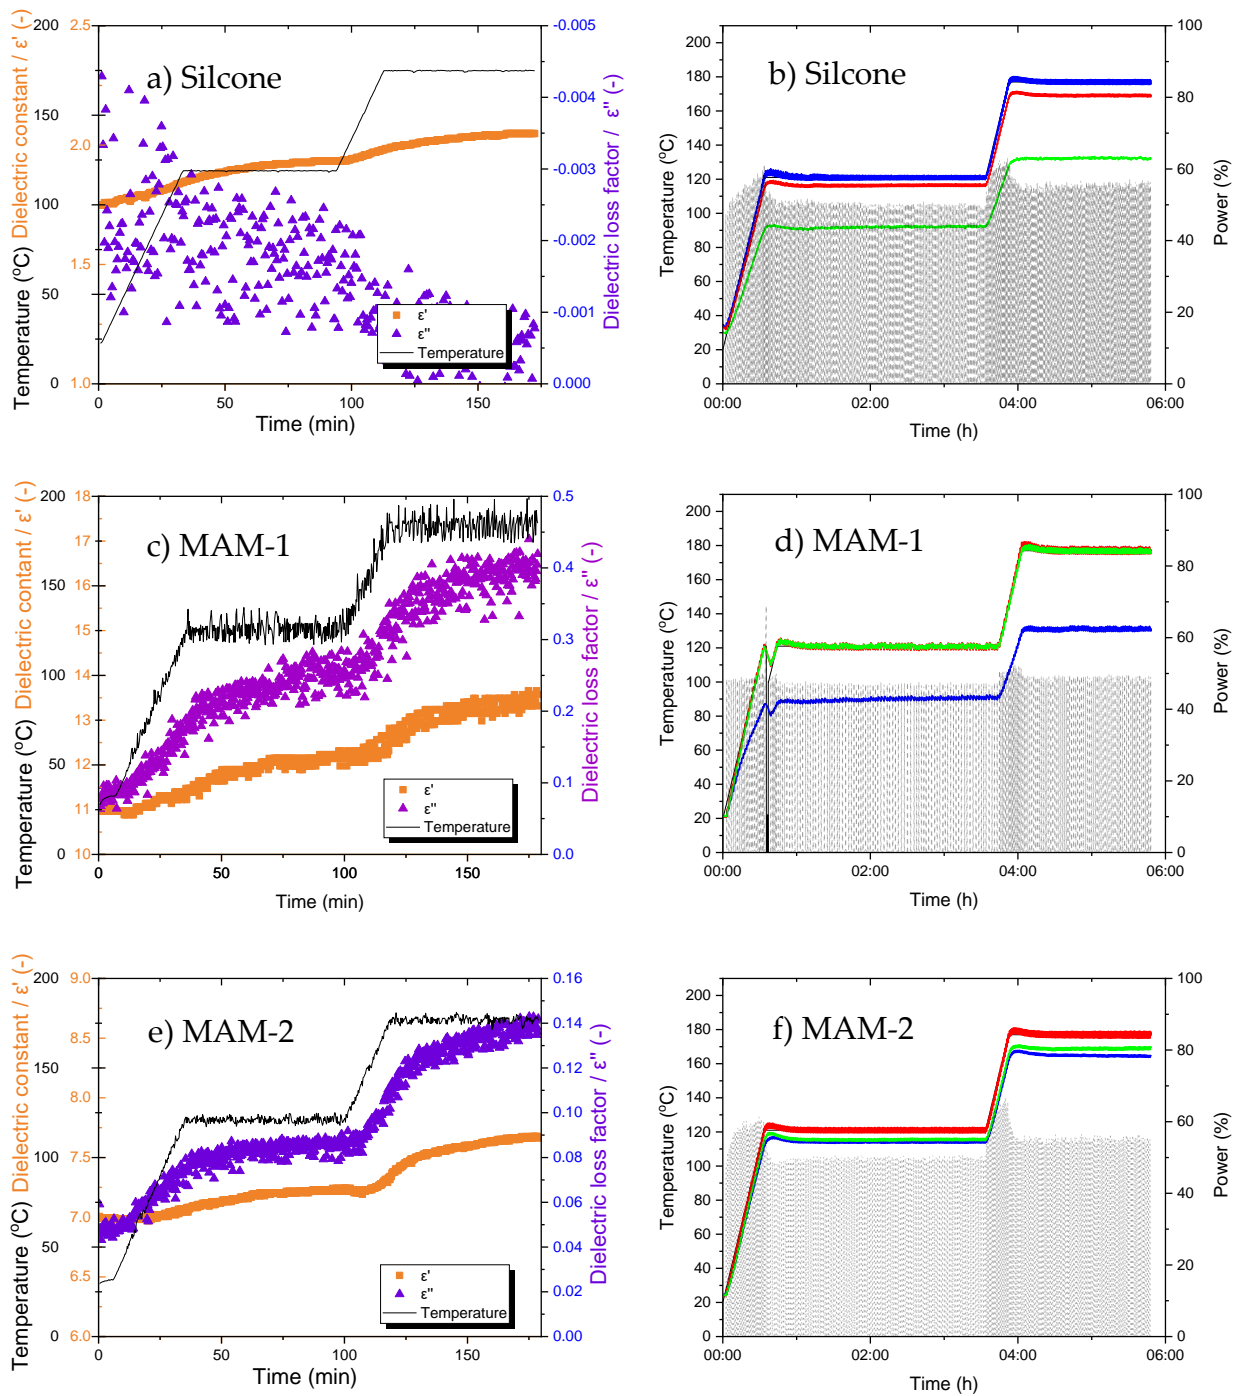 a) Silcone
Temperature (°C)
Dielectric constant / ε' (-)
Dielectric loss factor / ε'' (-)
200
150
100
50
0
2.5
2.0
1.5
1.0
-0.005
-0.004
-0.003
-0.002
-0.001
0.000
ε'
ε''
Temperature
0 50 100 150
Time (min)
b) Silcone
Temperature (°C)
Power (%)
200
180
160
140
120
100
80
60
40
20
0
100
80
60
40
20
0
00:00 02:00 04:00 06:00
Time (h)
c) MAM-1
Temperature (°C)
Dielectric contant / ε' (-)
Dielectric loss factor / ε'' (-)
200
150
100
50
0
18
17
16
15
14
13
12
11
10
0.5
0.4
0.3
0.2
0.1
0.0
ε'
ε''
Temperature
0 50 100 150
Time (min)
d) MAM-1
Temperature (°C)
Power (%)
200
180
160
140
120
100
80
60
40
20
0
100
80
60
40
20
0
00:00 02:00 04:00 06:00
Time (h)
e) MAM-2
Temperature (°C)
Dielectric constant / ε' (-)
Dielectric loss factor / ε'' (-)
200
150
100
50
0
9.0
8.5
8.0
7.5
7.0
6.5
6.0
0.16
0.14
0.12
0.10
0.08
0.06
0.04
0.02
0.00
ε'
ε''
Temperature
0 50 100 150
Time (min)
f) MAM-2
Temperature (°C)
Power (%)
200
180
160
140
120
100
80
60
40
20
0
100
80
60
40
20
0
00:00 02:00 04:00 06:00
Time (h)